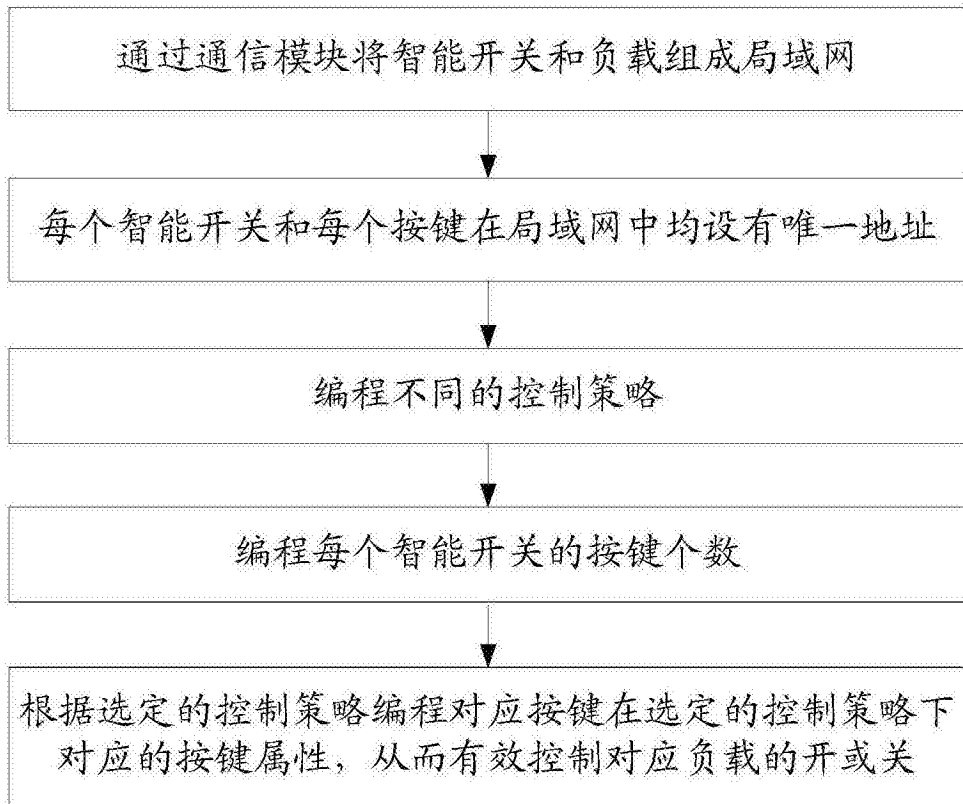 通过通信模块将智能开关和负载组成局域网
每个智能开关和每个按键在局域网中均设有唯一地址
编程不同的控制策略
编程每个智能开关的按键个数
根据选定的控制策略编程对应按键在选定的控制策略下
对应的按键属性，从而有效控制对应负载的开或关